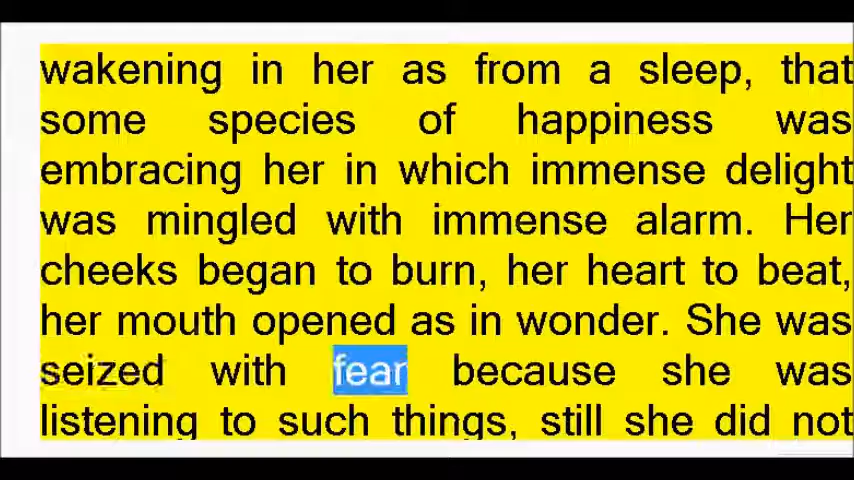 wakening in her as from a sleep, that
some species of happiness was
embracing her in which immense delight
was mingled with immense alarm. Her
cheeks began to burn, her heart to beat,
her mouth opened as in wonder. She was
seized with fear because she was
listening to such things, still she did not